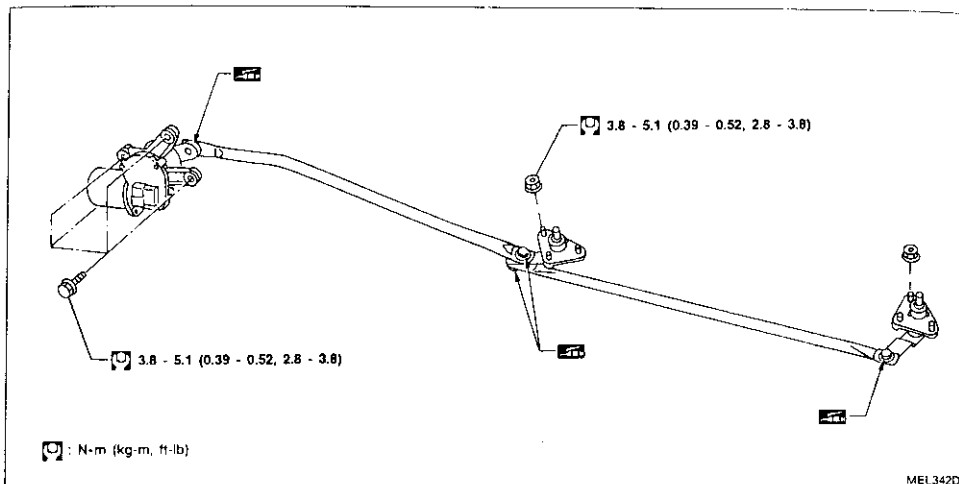 3.8 - 5.1 (0.39 - 0.52, 2.8 - 3.8)
3.8 - 5.1 (0.39 - 0.52, 2.8 - 3.8)
: N•m (kg-m, ft-lb)
MEL342D